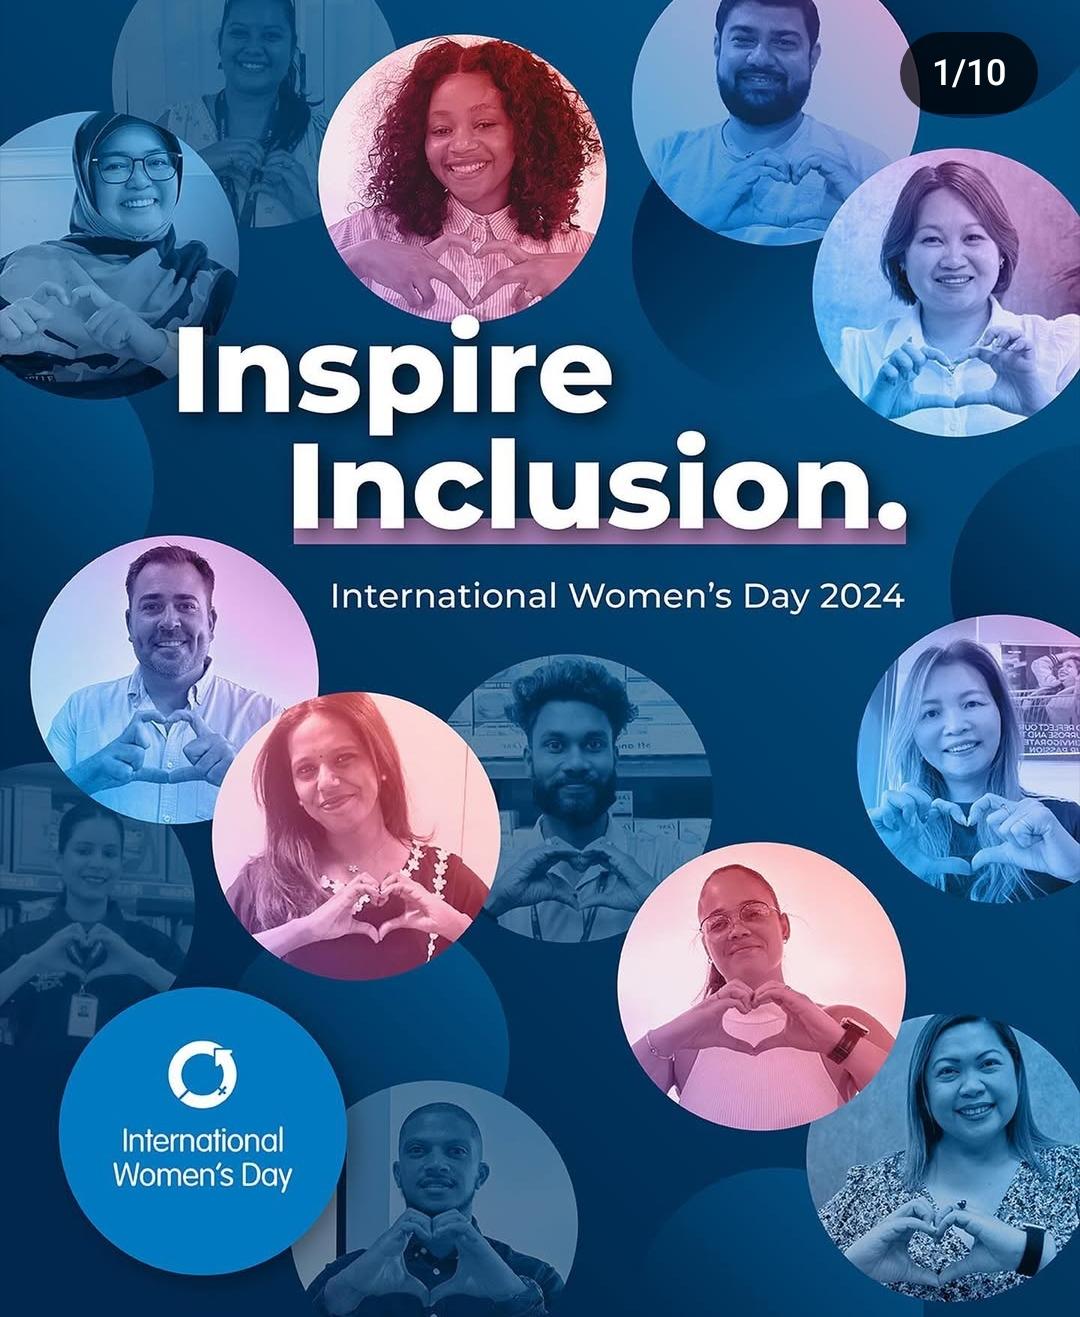 1/10
Inspire
Inclusion.
International Women's Day 2024
International
Women's Day